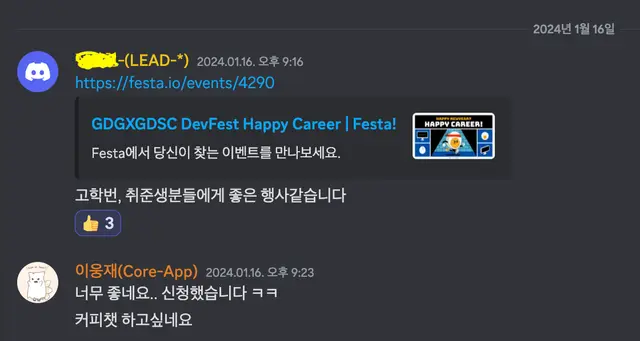 2024년 1월 16일
-(LEAD-*) 2024.01.16. 오후 9:16
https://festa.io/events/4290
GDGXGDSC DevFest Happy Career | Festa!
Festa에서 당신이 찾는 이벤트를 만나보세요.
HAPPY NEW YEAR!
HAPPY CAREER!
고학번, 취준생분들에게 좋은 행사같습니다
👍 3
이웅재(Core-App) 2024.01.16. 오후 9:23
너무 좋네요.. 신청했습니다 ㅋㅋ
커피챗 하고싶네요